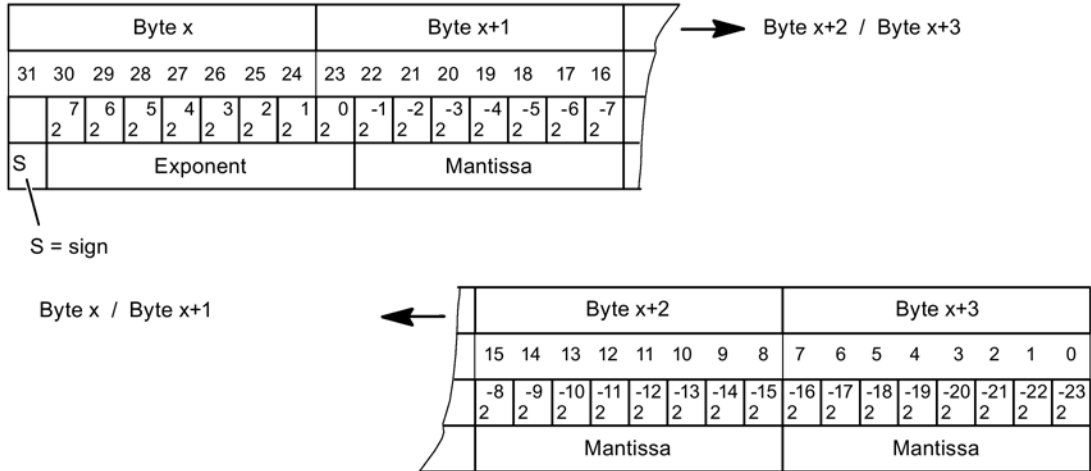 Byte x Byte x+1 Byte x+2 / Byte x+3
31 30 29 28 27 26 25 24 23 22 21 20 19 18 17 16
7 6 5 4 3 2 1 0 -1 -2 -3 -4 -5 -6 -7
2 2 2 2 2 2 2 2 2 2 2 2 2 2 2
S Exponent Mantissa
S = sign
Byte x / Byte x+1 Byte x+2 Byte x+3
15 14 13 12 11 10 9 8 7 6 5 4 3 2 1 0
-8 -9 -10 -11 -12 -13 -14 -15 -16 -17 -18 -19 -20 -21 -22 -23
2 2 2 2 2 2 2 2 2 2 2 2 2 2 2 2
Mantissa Mantissa